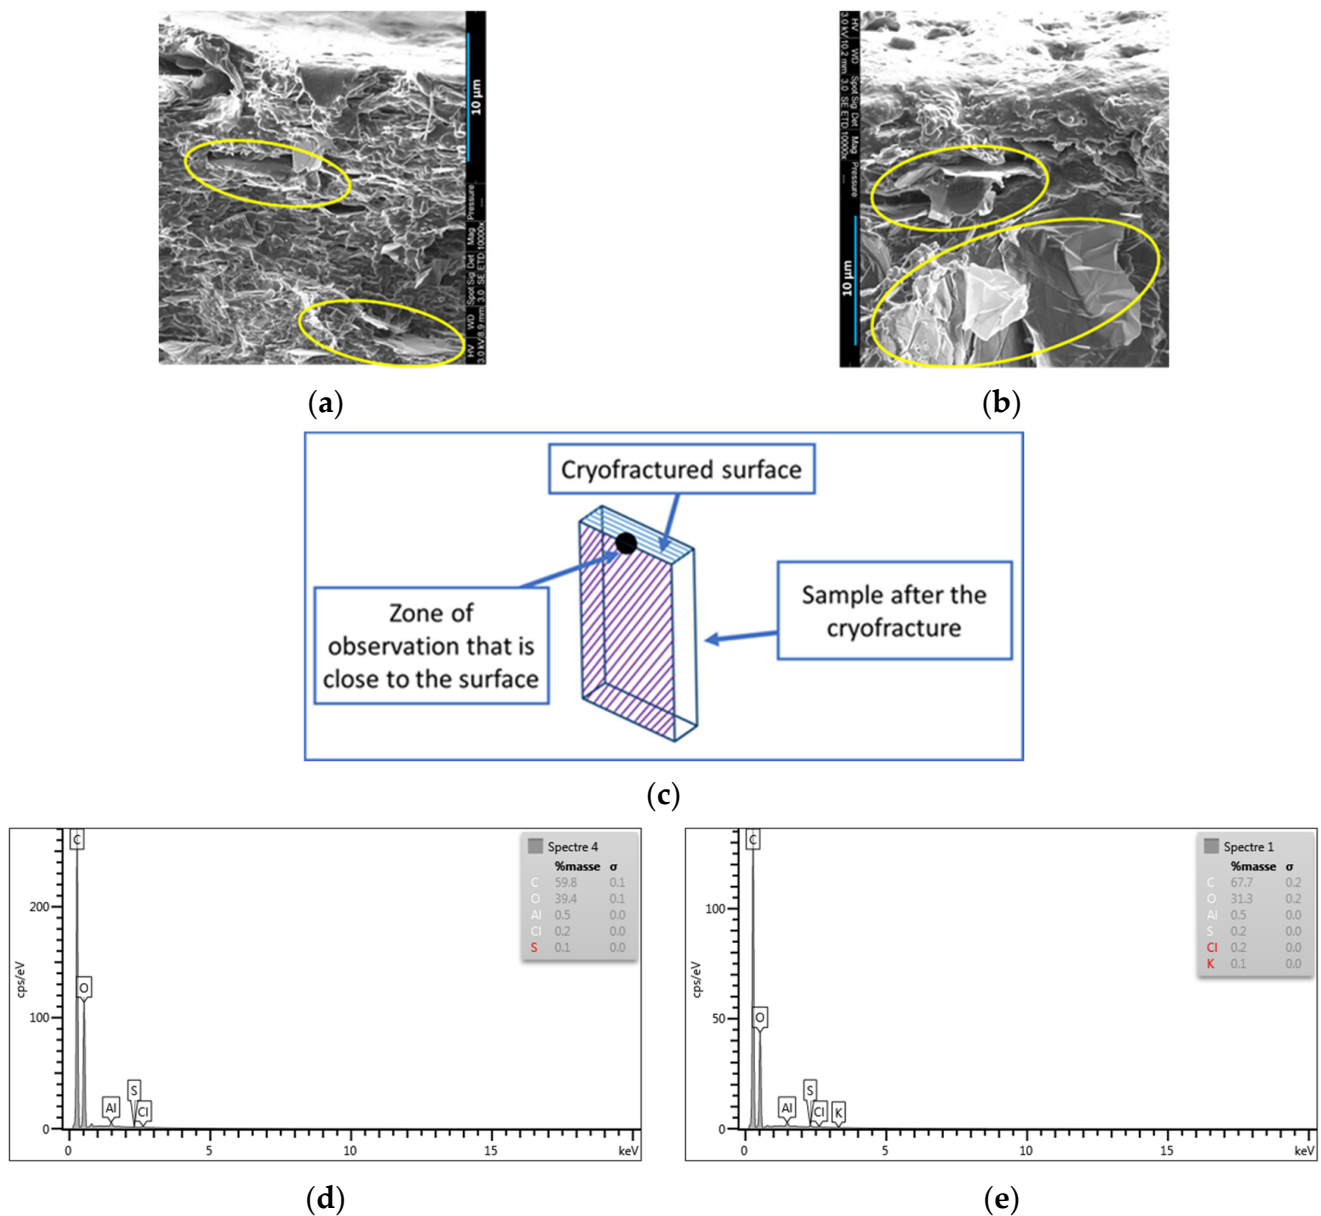 HV WD Spot Sig Det Mag Pressure
3.0 kV 8.9 mm 3.0 SE ETD 10000x ---
10 µm
HV WD Spot Sig Det Mag Pressure
3.0 kV 10.2 mm 3.0 SE ETD 10000x ---
10 µm
(a)
(b)
Cryofractured surface
Zone of
observation that is
close to the surface
Sample after the
cryofracture
(c)
Spectre 4
%masse σ
C 59.8 0.1
O 39.4 0.1
Al 0.5 0.0
Cl 0.2 0.0
S 0.1 0.0
C
O
Al
S
Cl
cps/eV
200
100
0
0 5 10 15 keV
Spectre 1
%masse σ
C 67.7 0.2
O 31.3 0.2
Al 0.5 0.0
S 0.2 0.0
Cl 0.2 0.0
K 0.1 0.0
C
O
Al
S
Cl
K
cps/eV
100
50
0
0 5 10 15 keV
(d)
(e)